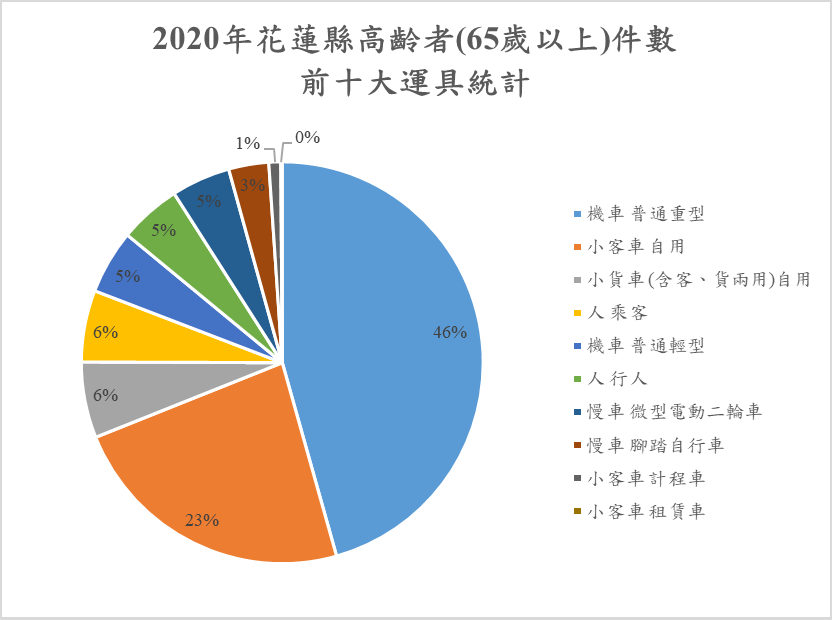 2020年花蓮縣高齡者(65歲以上)件數
前十大運具統計
1%
0%
3%
5%
5%
5%
6%
6%
23%
46%
機車 普通重型
小客車 自用
小貨車(含客、貨兩用)自用
人 乘客
機車 普通輕型
人 行人
慢車 微型電動二輪車
慢車 腳踏自行車
小客車 計程車
小客車 租賃車